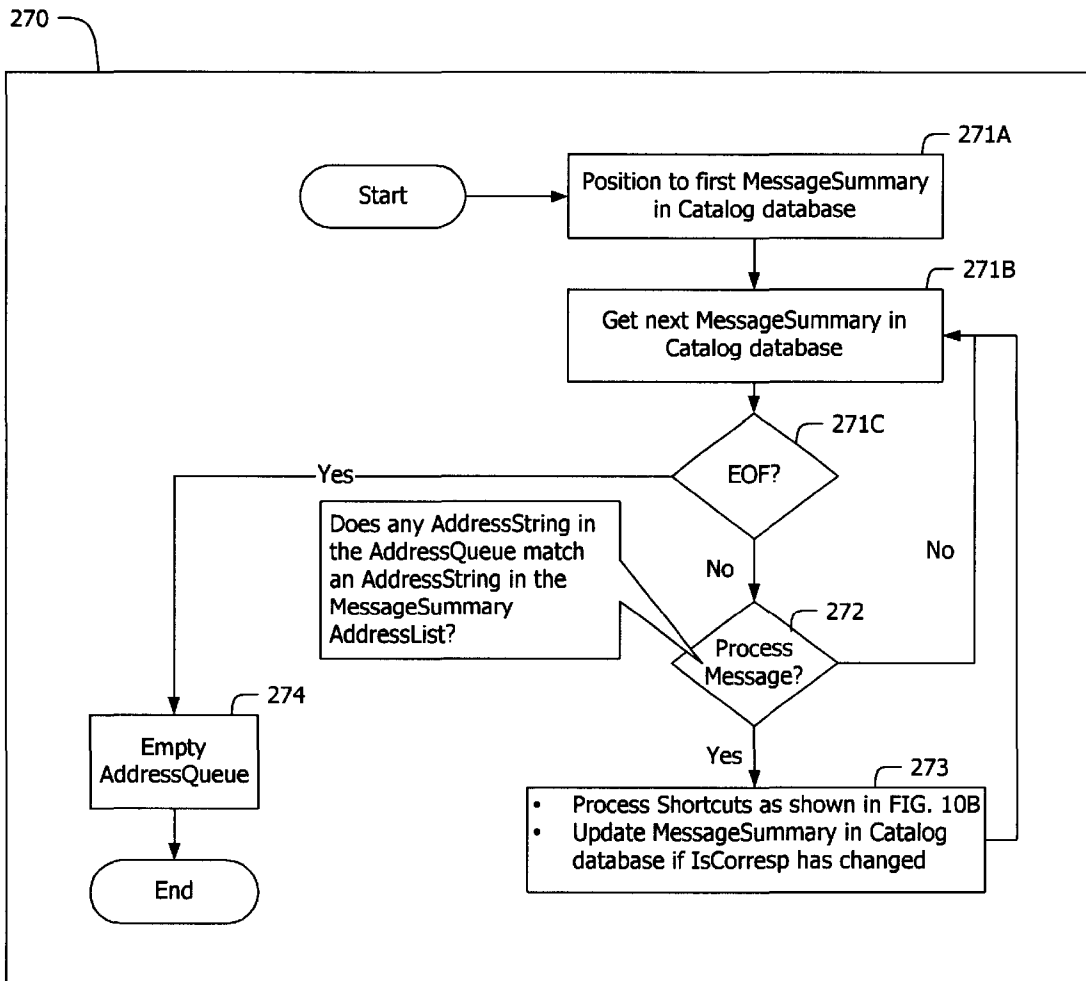 270
271A
Start
Position to first MessageSummary
in Catalog database
271B
Get next MessageSummary in
Catalog database
271C
Yes
EOF?
Does any AddressString in
the AddressQueue match
an AddressString in the
MessageSummary
AddressList?
No
No
272
Process
Message?
274
Empty
AddressQueue
Yes
273
• Process Shortcuts as shown in FIG. 10B
• Update MessageSummary in Catalog
database if IsCorresp has changed
End